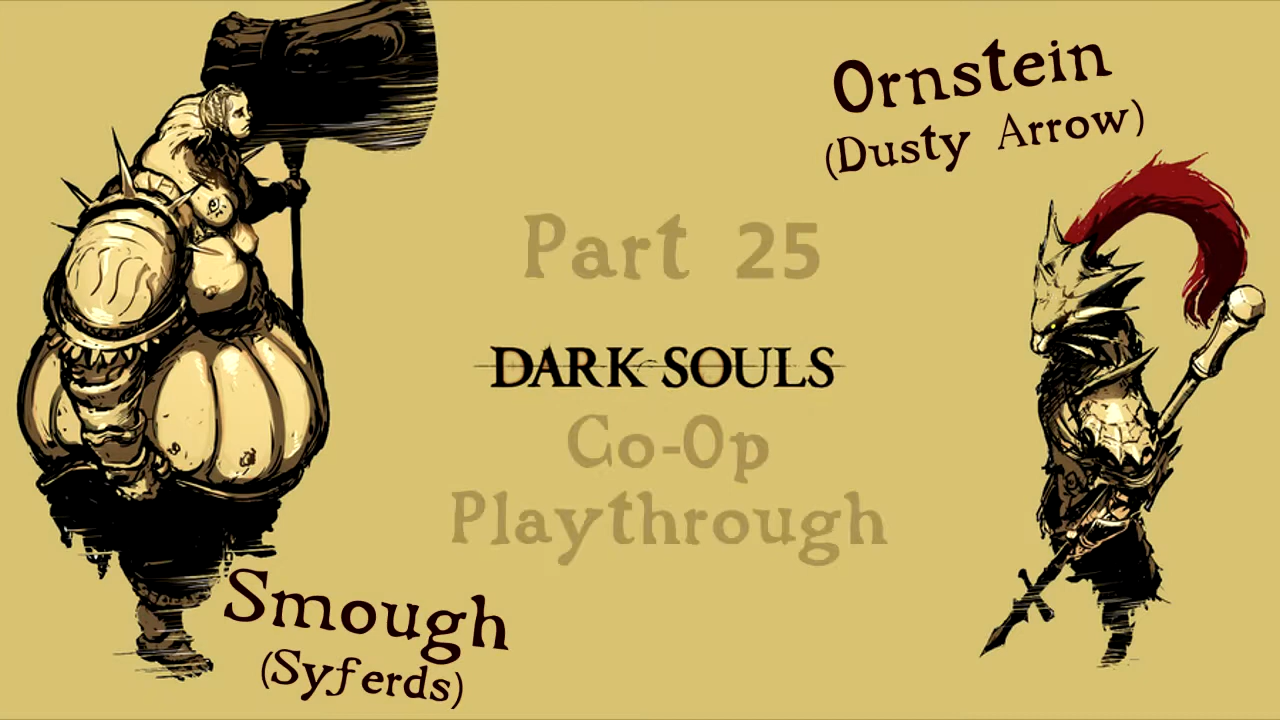 Ornstein
(Dusty Arrow)
Part 25
DARK SOULS
Co-Op
Playthrough
Smough
(Syferds)